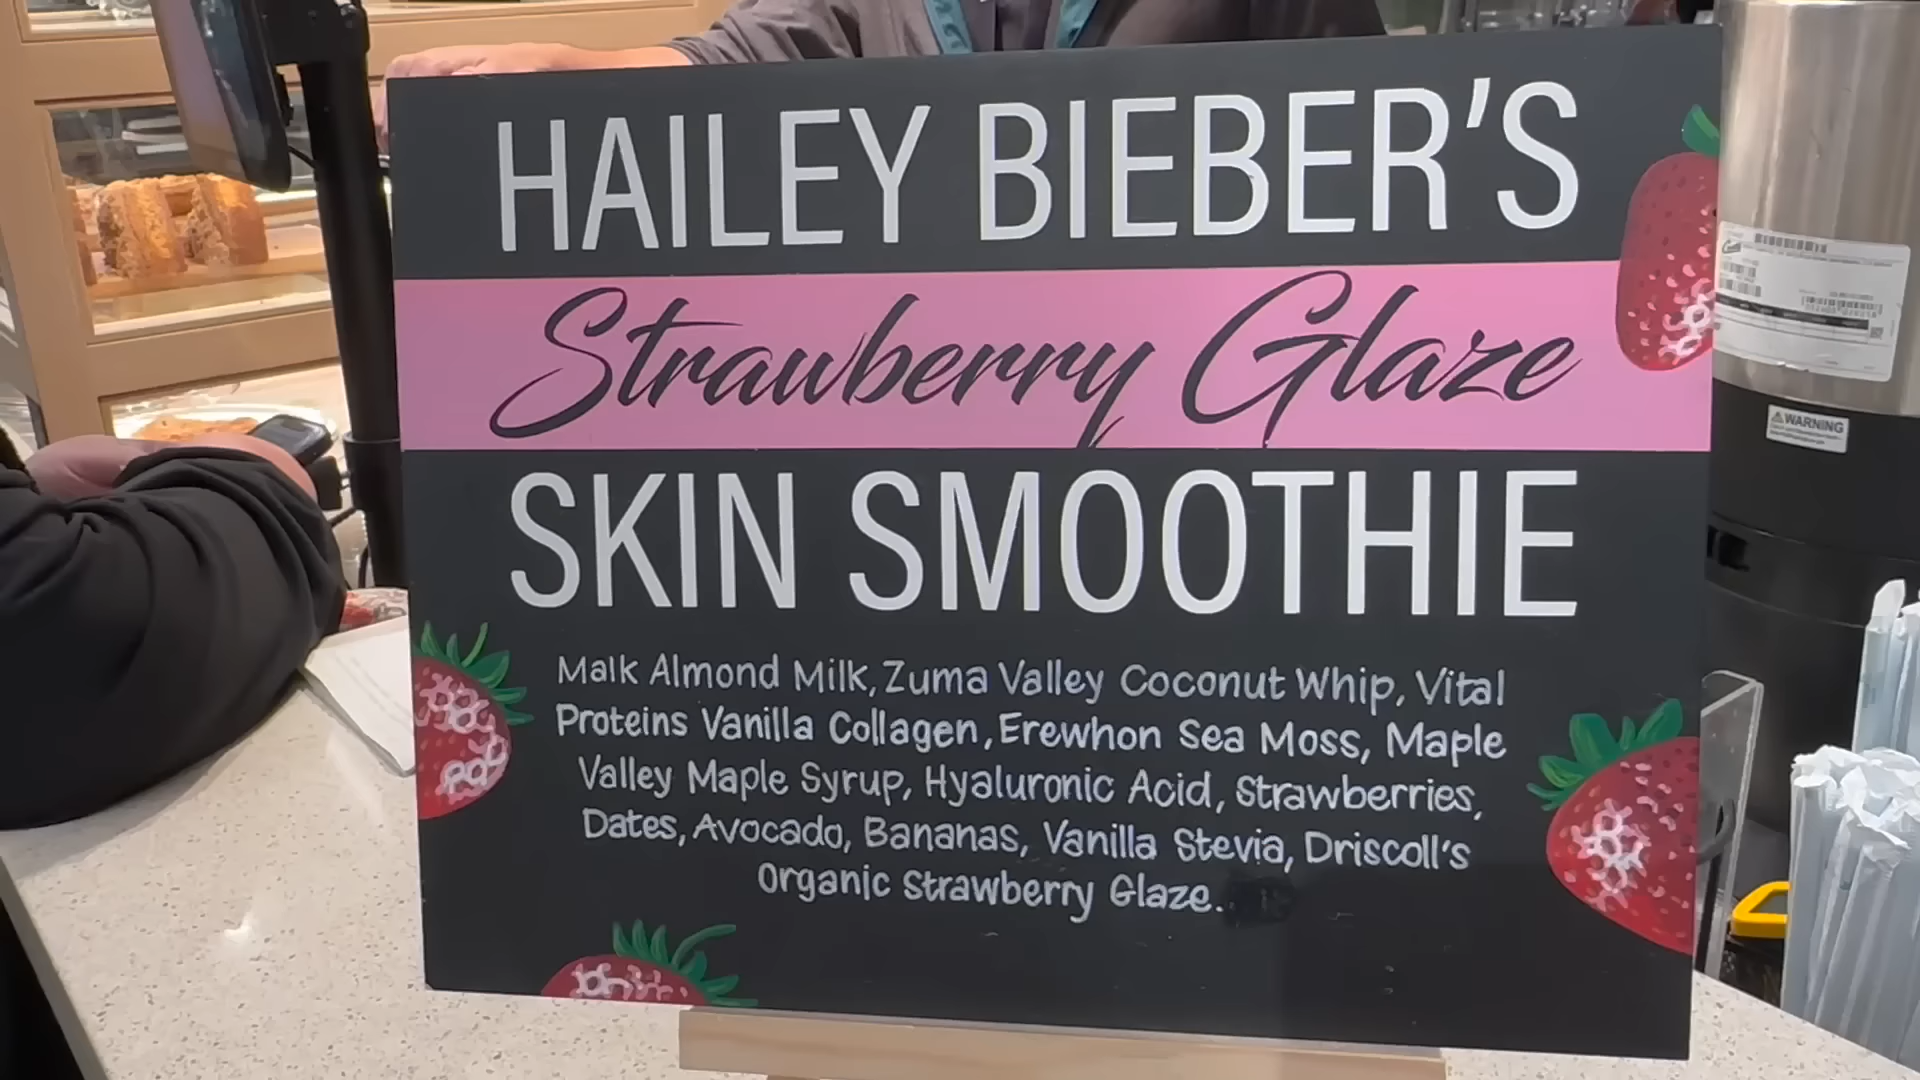 HAILEY BIEBER'S
Strawberry Glaze
SKIN SMOOTHIE
Malk Almond Milk, Zuma Valley Coconut Whip, Vital
Proteins Vanilla Collagen, Erewhon Sea Moss, Maple
Valley Maple Syrup, Hyaluronic Acid, Strawberries,
Dates, Avocado, Bananas, Vanilla Stevia, Driscoll's
Organic Strawberry Glaze.
WARNING